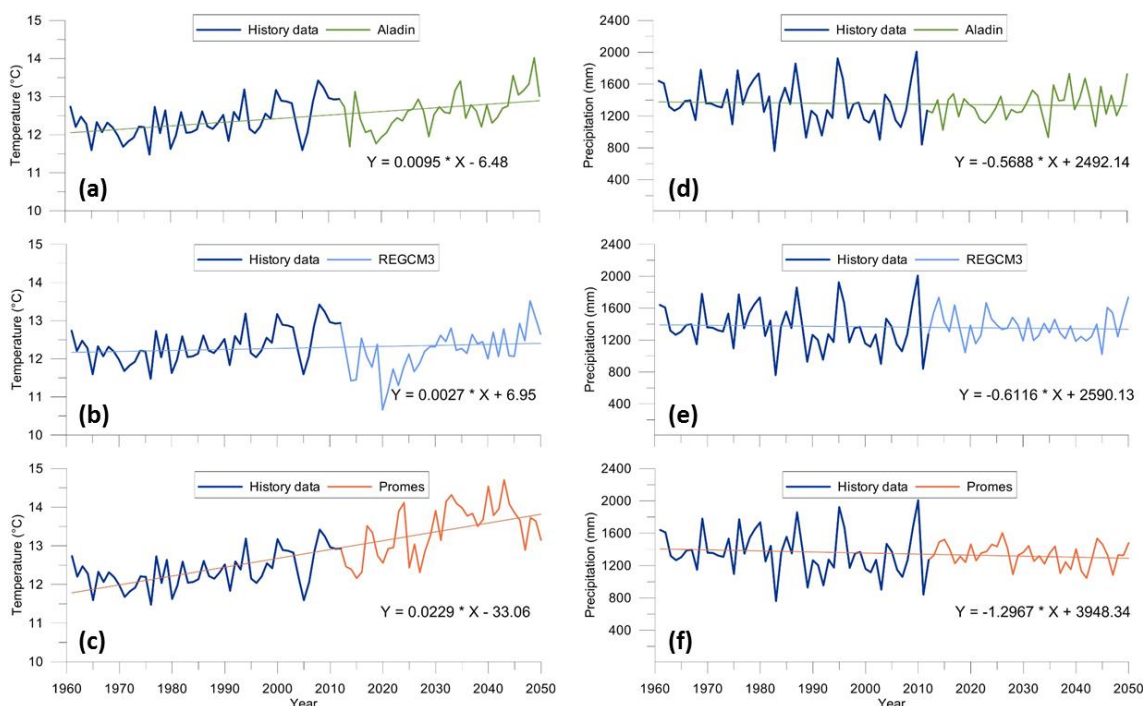 History data Aladin
Temperature (°C)
15
14
13
12
11
10
Y = 0.0095 * X - 6.48
(a)
History data Aladin
Precipitation (mm)
2400
2000
1600
1200
800
400
Y = -0.5688 * X + 2492.14
(d)
History data REGCM3
Temperature (°C)
15
14
13
12
11
10
Y = 0.0027 * X + 6.95
(b)
History data REGCM3
Precipitation (mm)
2400
2000
1600
1200
800
400
Y = -0.6116 * X + 2590.13
(e)
History data Promes
Temperature (°C)
15
14
13
12
11
10
Y = 0.0229 * X - 33.06
(c)
1960 1970 1980 1990 2000 2010 2020 2030 2040 2050
Year
History data Promes
Precipitation (mm)
2400
2000
1600
1200
800
400
Y = -1.2967 * X + 3948.34
(f)
1960 1970 1980 1990 2000 2010 2020 2030 2040 2050
Year